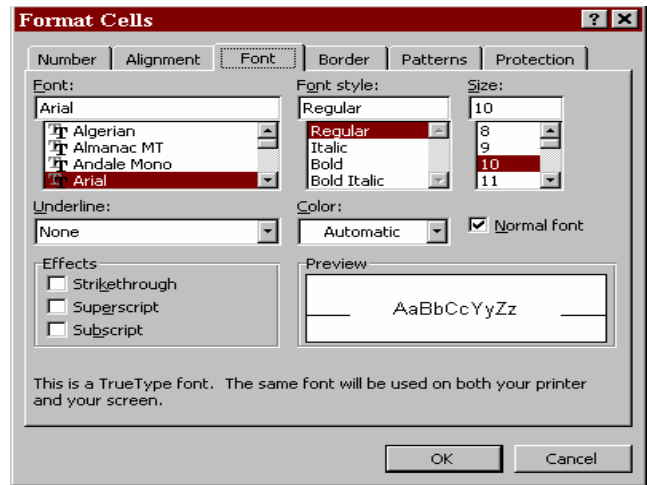 Format Cells ? X
Number Alignment Font Border Patterns Protection
Font: Font style: Size:
Arial Regular 10
Algerian Regular 8
Almanac MT Italic 9
Andale Mono Bold 10
Arial Bold Italic 11
Underline: Color:
None Automatic Normal font
Effects Preview
Strikethrough
Superscript AaBbCcYyZz
Subscript
This is a TrueType font. The same font will be used on both your printer
and your screen.
OK Cancel